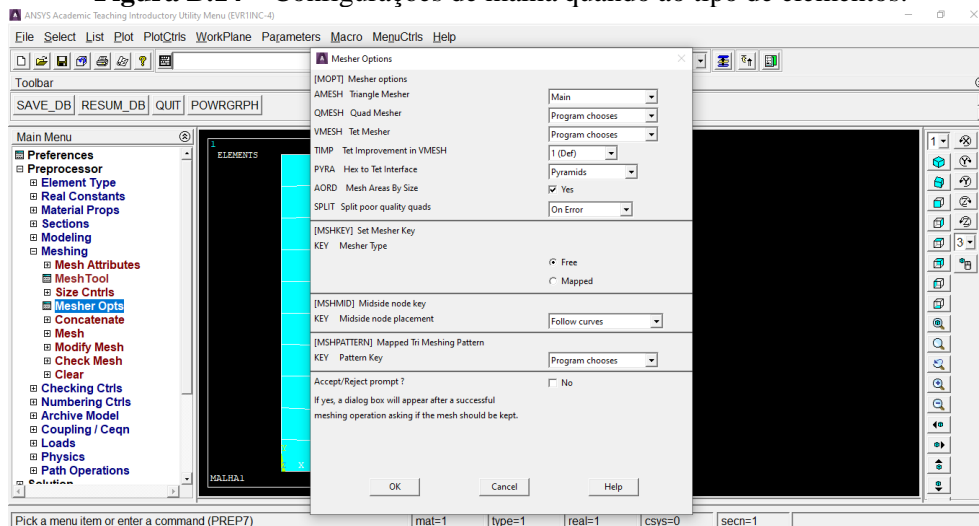 Figura B.14 – Configurações de malha quando ao tipo de elementos.
ANSYS Academic Teaching Introductory Utility Menu (EVR1INC-4)
File Select List Plot PlotCtrls WorkPlane Parameters Macro MenuCtrls Help
Toolbar
SAVE_DB RESUM_DB QUIT POWRGRPH
Main Menu
Preferences
Preprocessor
Element Type
Real Constants
Material Props
Sections
Modeling
Meshing
Mesh Attributes
MeshTool
Size Cntrls
Mesher Opts
Concatenate
Mesh
Modify Mesh
Check Mesh
Clear
Checking Ctrls
Numbering Ctrls
Archive Model
Coupling / Ceqn
Loads
Physics
Path Operations
Solution
1
ELEMENTS
X
MALHA1
Mesher Options
[MOPT] Mesher options
AMESH Triangle Mesher Main
QMESH Quad Mesher Program chooses
VMESH Tet Mesher Program chooses
TIMP Tet Improvement in VMESH 1 (Def)
PYRA Hex to Tet Interface Pyramids
AORD Mesh Areas By Size Yes
SPLIT Split poor quality quads On Error
[MSHKEY] Set Mesher Key
KEY Mesher Type
Free
Mapped
[MSHMID] Midside node key
KEY Midside node placement Follow curves
[MSHPATTERN] Mapped Tri Meshing Pattern
KEY Pattern Key Program chooses
Accept/Reject prompt ? No
If yes, a dialog box will appear after a successful
meshing operation asking if the mesh should be kept.
OK Cancel Help
1
3
Pick a menu item or enter a command (PREP7) mat=1 type=1 real=1 csys=0 secn=1